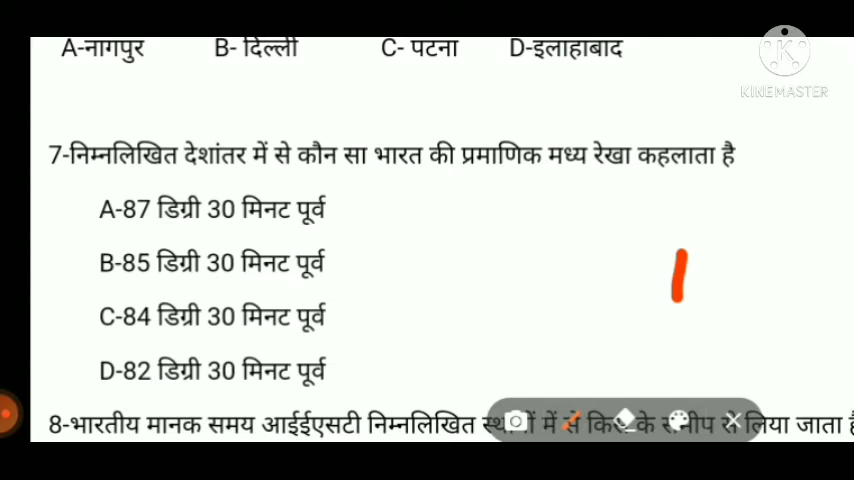 A-नागपुर B- दिल्ली C- पटना D-इलाहाबाद
KINEMASTER
7-निम्नलिखित देशांतर में से कौन सा भारत की प्रमाणिक मध्य रेखा कहलाता है
A-87 डिग्री 30 मिनट पूर्व
B-85 डिग्री 30 मिनट पूर्व
C-84 डिग्री 30 मिनट पूर्व
D-82 डिग्री 30 मिनट पूर्व
8-भारतीय मानक समय आईईएसटी निम्नलिखित में से के लिया जाता